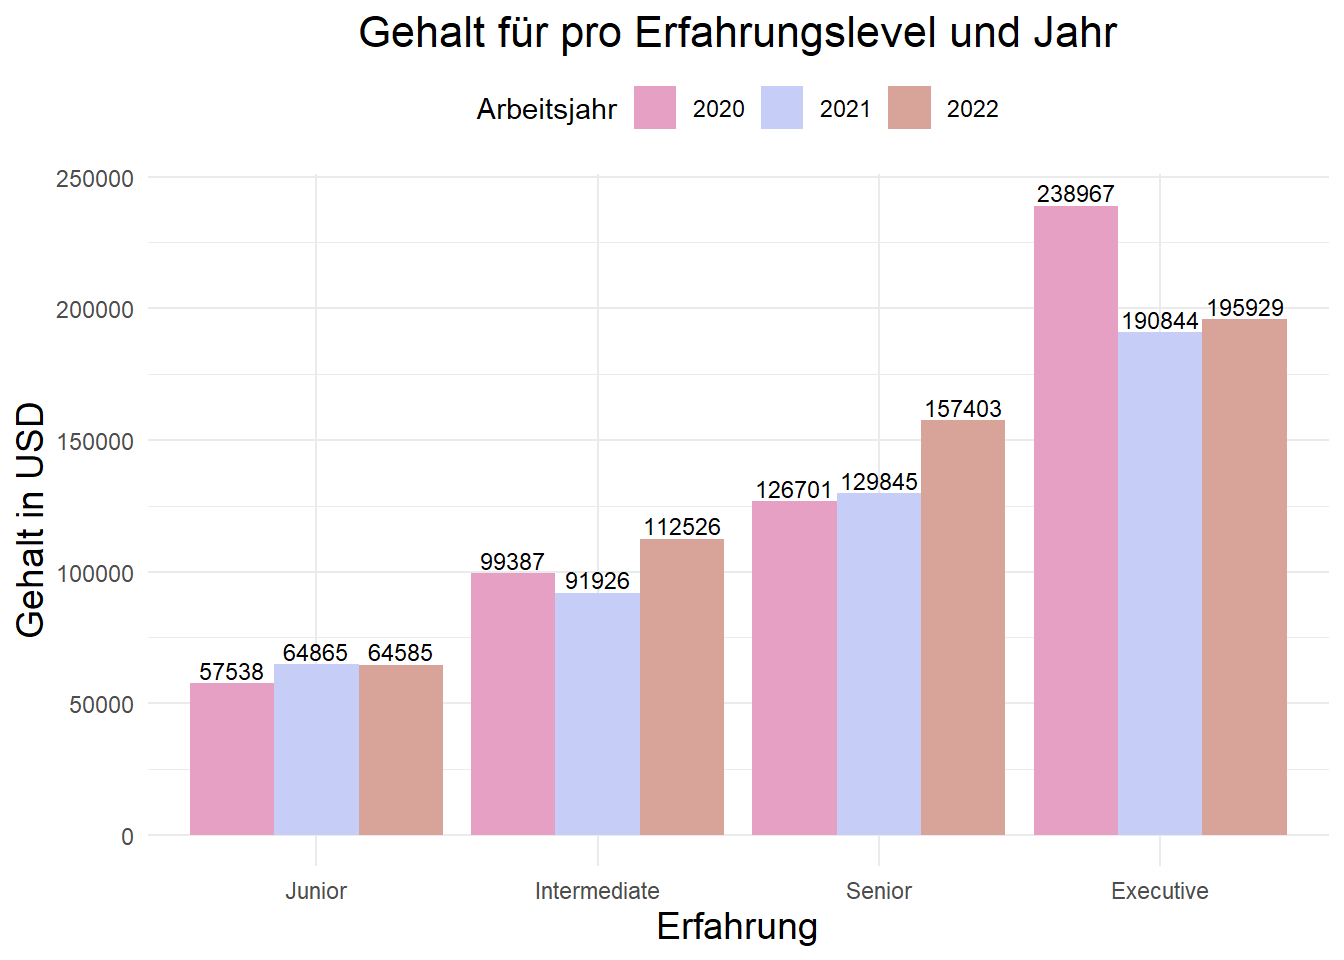 Gehalt für pro Erfahrungslevel und Jahr
Arbeitsjahr 2020 2021 2022
Gehalt in USD
250000
200000
150000
100000
50000
0
57538 64865 64585
99387 91926 112526
126701 129845 157403
238967 190844 195929
Junior Intermediate Senior Executive
Erfahrung